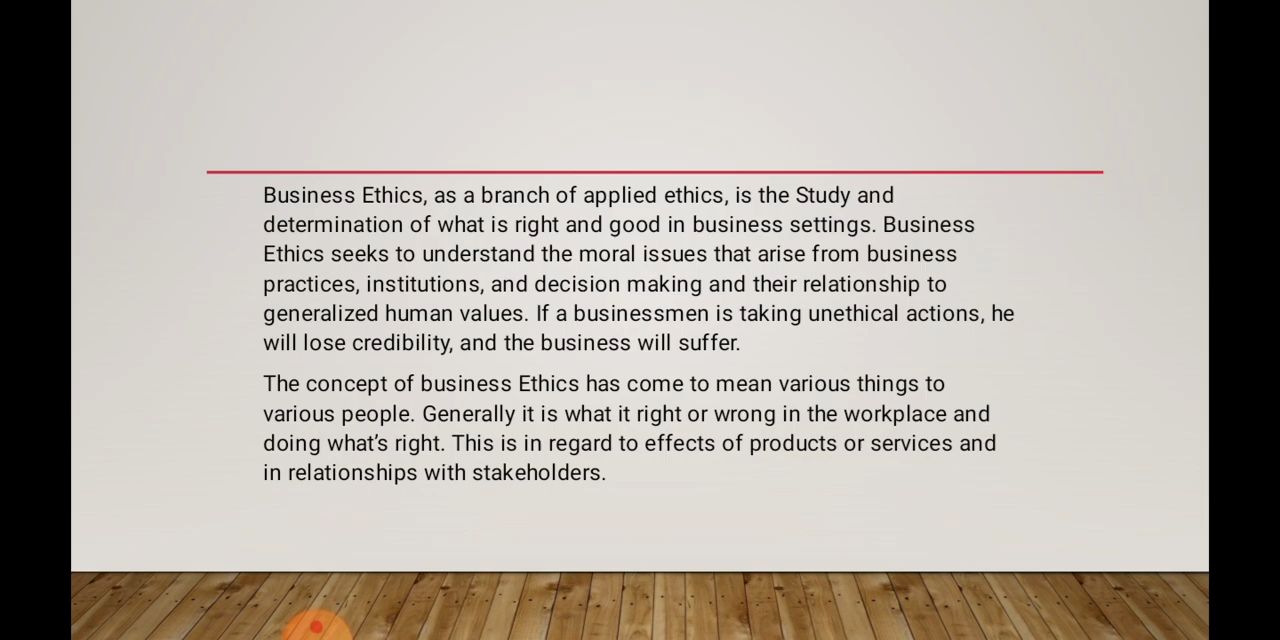 Business Ethics, as a branch of applied ethics, is the Study and
determination of what is right and good in business settings. Business
Ethics seeks to understand the moral issues that arise from business
practices, institutions, and decision making and their relationship to
generalized human values. If a businessmen is taking unethical actions, he
will lose credibility, and the business will suffer.
The concept of business Ethics has come to mean various things to
various people. Generally it is what it right or wrong in the workplace and
doing what’s right. This is in regard to effects of products or services and
in relationships with stakeholders.